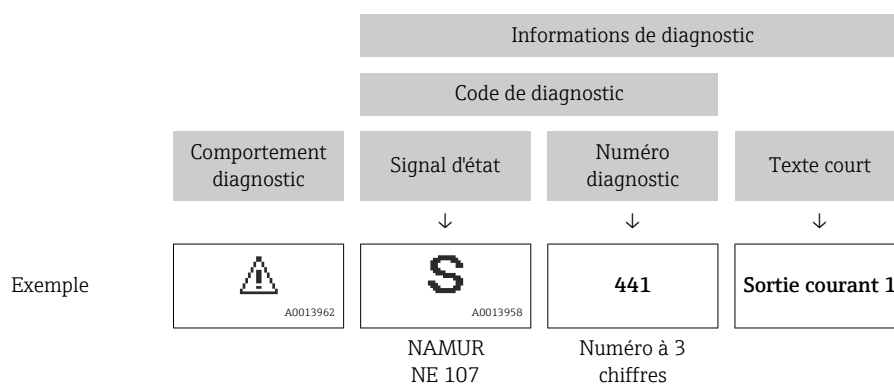 Informations de diagnostic
Code de diagnostic
Comportement diagnostic
Signal d'état
Numéro diagnostic
Texte court
↓ ↓ ↓
Exemple
A0013962
S
A0013958
441
Sortie courant 1
NAMUR
NE 107
Numéro à 3
chiffres